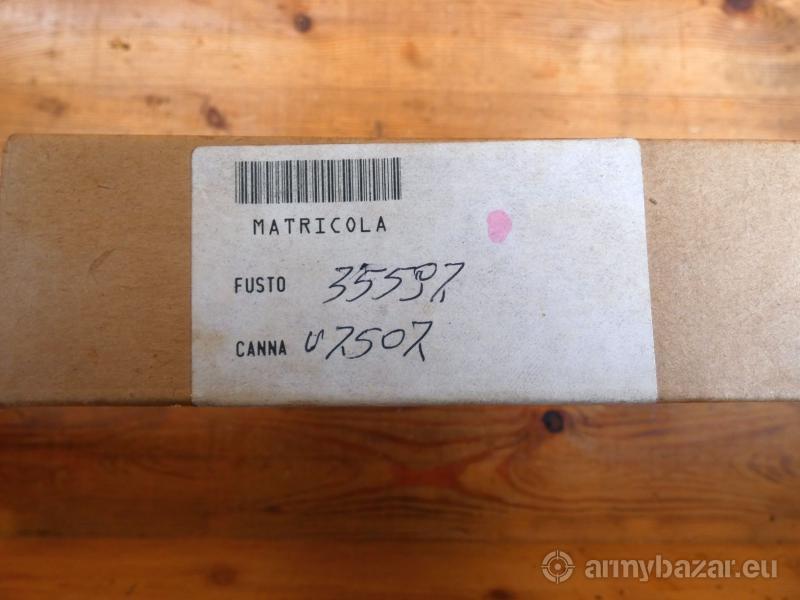 MATRICOLA
FUSTO 35597
CANNA U7507
armybazar.eu